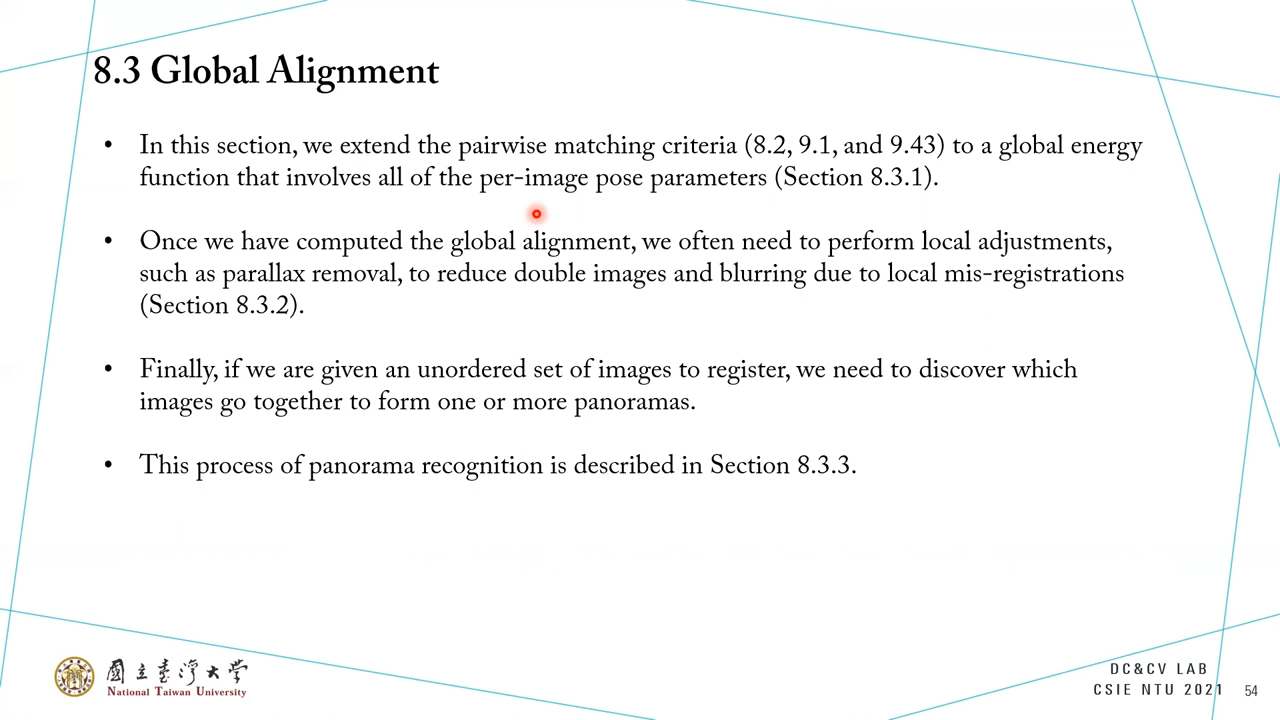 8.3 Global Alignment
• In this section, we extend the pairwise matching criteria (8.2, 9.1, and 9.43) to a global energy
function that involves all of the per-image pose parameters (Section 8.3.1).
• Once we have computed the global alignment, we often need to perform local adjustments,
such as parallax removal, to reduce double images and blurring due to local mis-registrations
(Section 8.3.2).
• Finally, if we are given an unordered set of images to register, we need to discover which
images go together to form one or more panoramas.
• This process of panorama recognition is described in Section 8.3.3.
國立臺灣大學
National Taiwan University
DC&CV LAB
CSIE NTU 2021
54